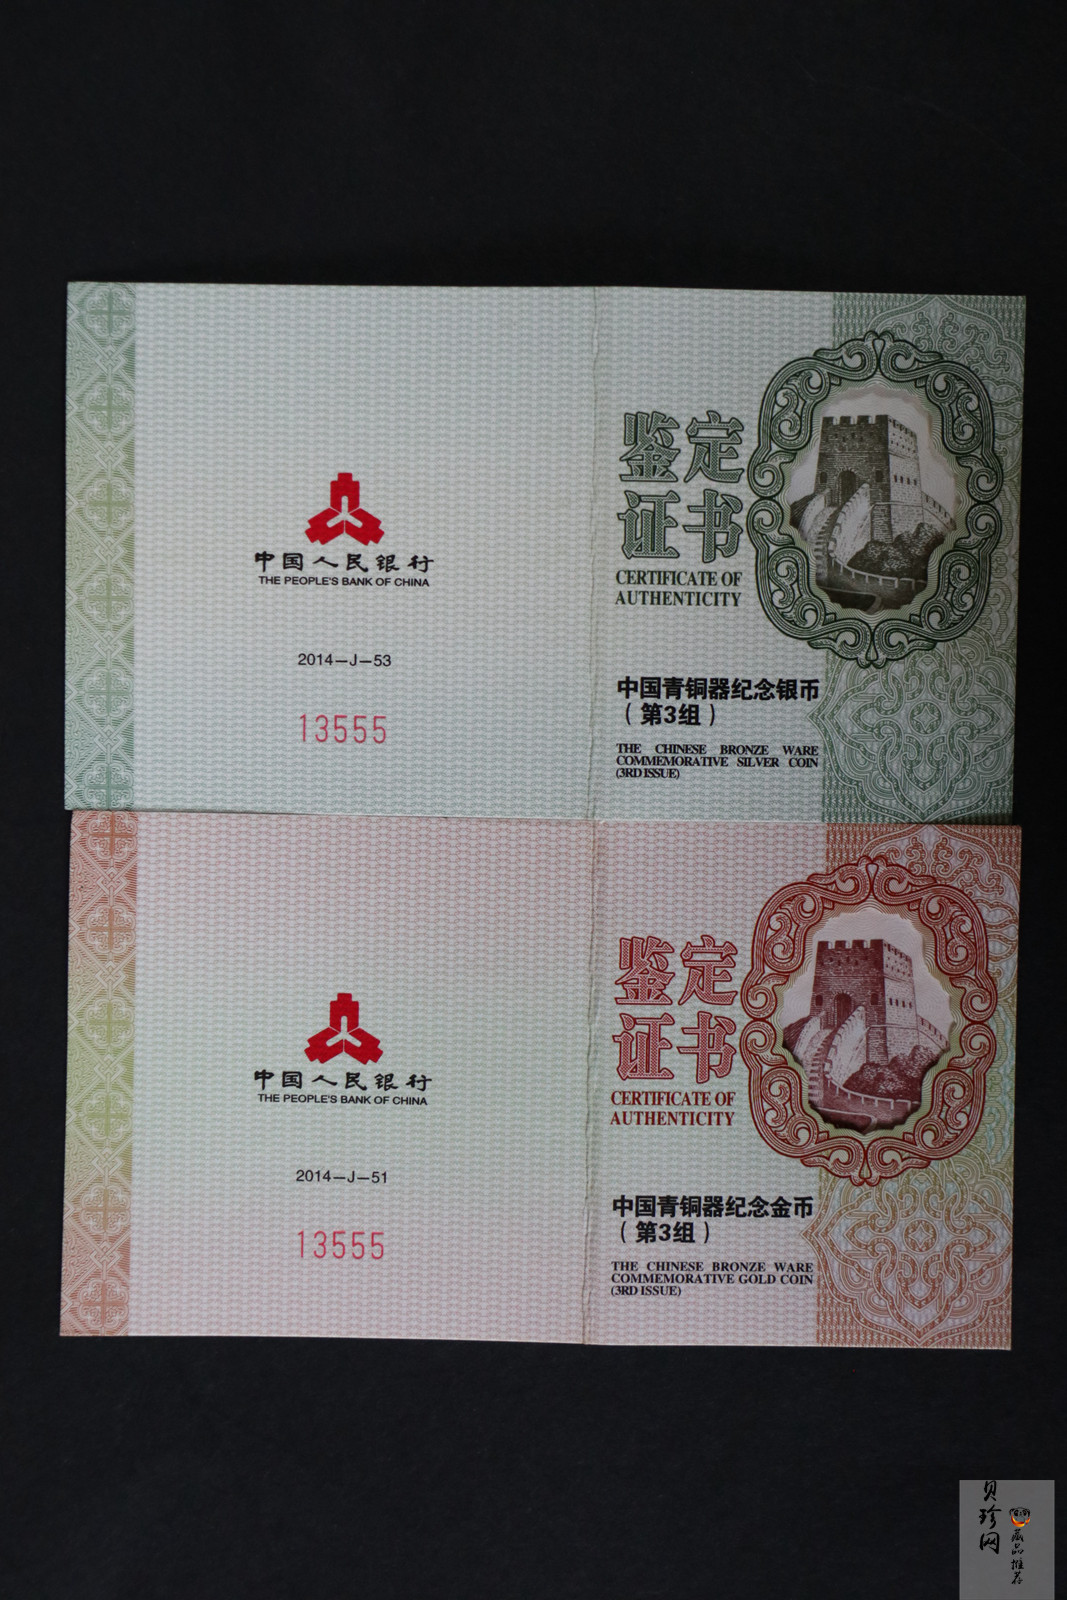 鉴定
证书
CERTIFICATE OF
AUTHENTICITY
中国人民银行
THE PEOPLE'S BANK OF CHINA
2014-J-53
13555
中国青铜器纪念银币
（第3组）
THE CHINESE BRONZE WARE
COMMEMORATIVE SILVER COIN
(3RD ISSUE)
鉴定
证书
CERTIFICATE OF
AUTHENTICITY
中国人民银行
THE PEOPLE'S BANK OF CHINA
2014-J-51
13555
中国青铜器纪念金币
（第3组）
THE CHINESE BRONZE WARE
COMMEMORATIVE GOLD COIN
(3RD ISSUE)
贝珍网
藏品推荐